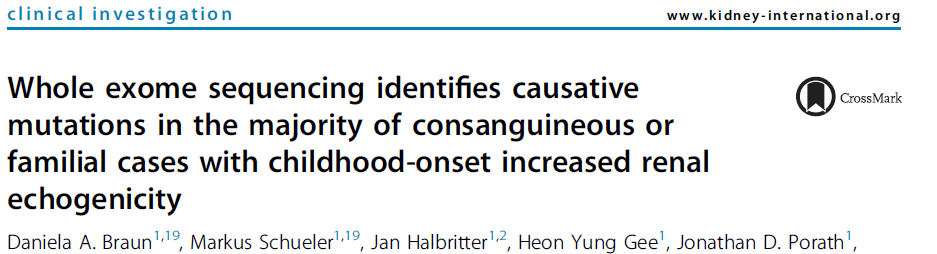 clinical investigation
www.kidney-international.org
Whole exome sequencing identifies causative
mutations in the majority of consanguineous or
familial cases with childhood-onset increased renal
echogenicity
CrossMark
Daniela A. Braun1,19, Markus Schueler1,19, Jan Halbritter1,2, Heon Yung Gee1, Jonathan D. Porath1,